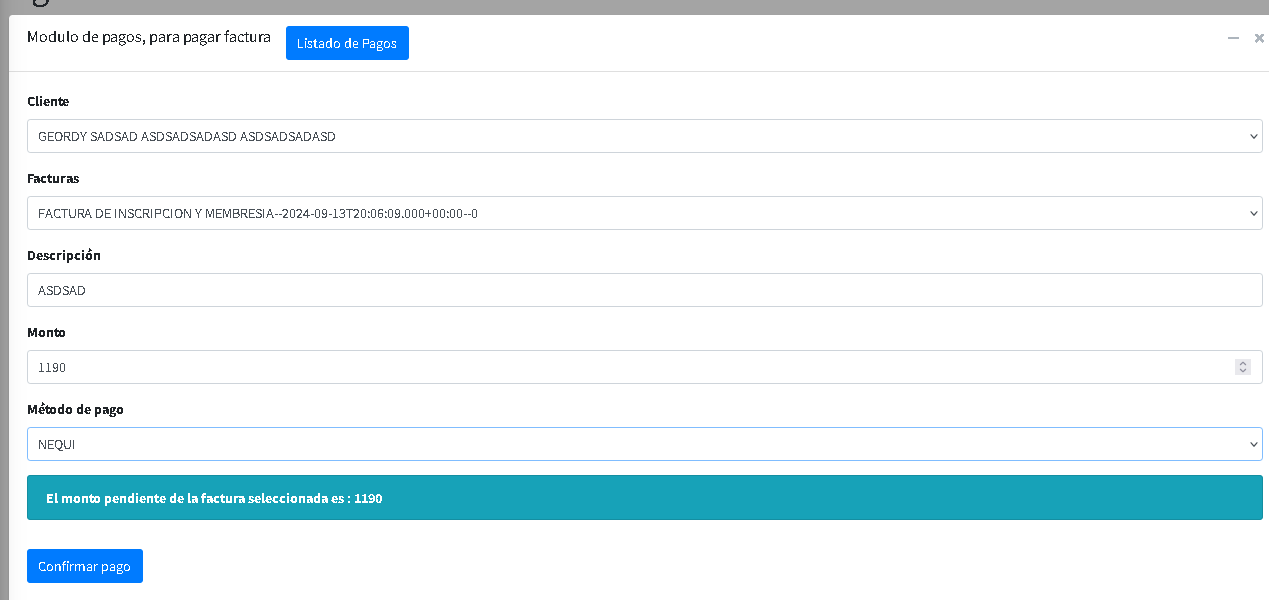 Modulo de pagos, para pagar factura
Listado de Pagos
Cliente
GEORDY SADSAD ASDSADSADASD ASDSADSADASD
Facturas
FACTURA DE INSCRIPCION Y MEMBRESIA--2024-09-13T20:06:09.000+00:00--0
Descripción
ASDSAD
Monto
1190
Método de pago
NEQUI
El monto pendiente de la factura seleccionada es : 1190
Confirmar pago